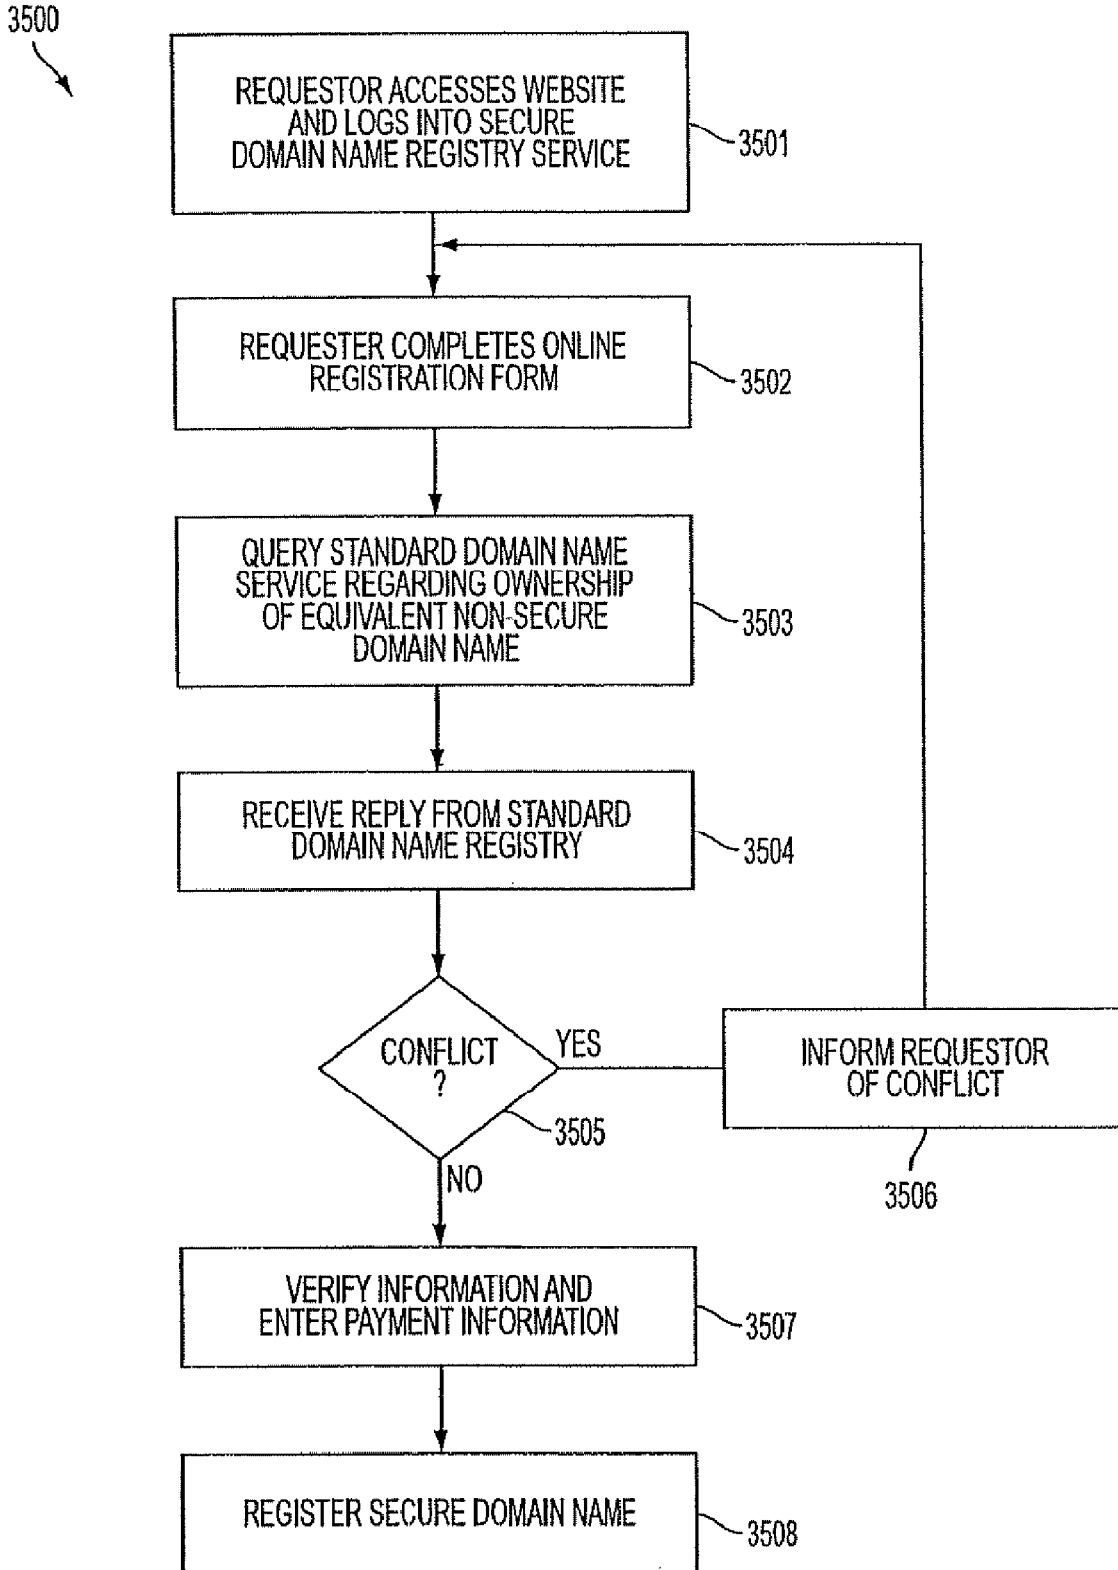 3500
REQUESTOR ACCESSES WEBSITE
AND LOGS INTO SECURE
DOMAIN NAME REGISTRY SERVICE
3501
REQUESTER COMPLETES ONLINE
REGISTRATION FORM
3502
QUERY STANDARD DOMAIN NAME
SERVICE REGARDING OWNERSHIP
OF EQUIVALENT NON-SECURE
DOMAIN NAME
3503
RECEIVE REPLY FROM STANDARD
DOMAIN NAME REGISTRY
3504
CONFLICT
?
YES
3505
INFORM REQUESTOR
OF CONFLICT
3506
NO
VERIFY INFORMATION AND
ENTER PAYMENT INFORMATION
3507
REGISTER SECURE DOMAIN NAME
3508